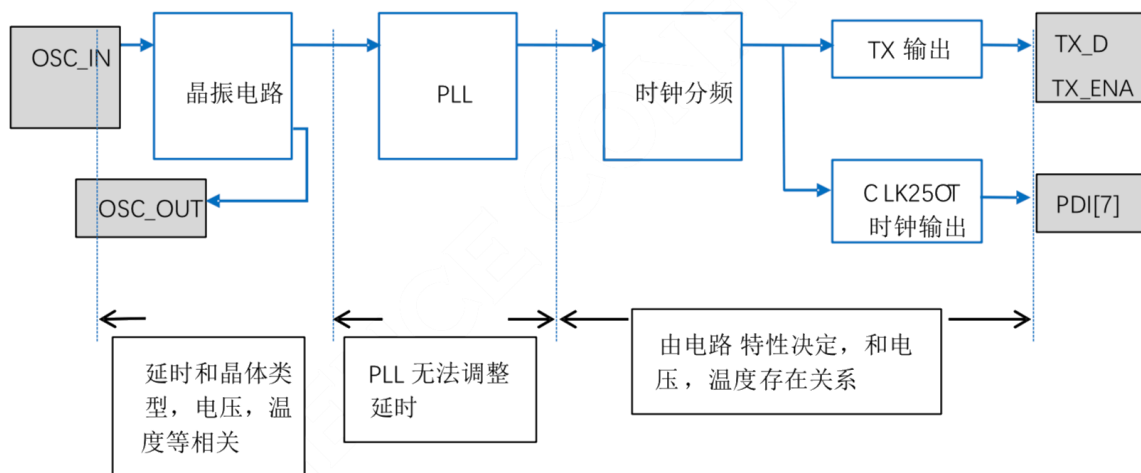 OSC_IN
晶振电路
PLL
时钟分频
TX 输出
TX_D
TX_ENA
OSC_OUT
C LK25OT
时钟输出
PDI[7]
延时和晶体类
型，电压，温
度等相关
PLL 无法调整
延时
由电路 特性决定，和电
压，温度存在关系